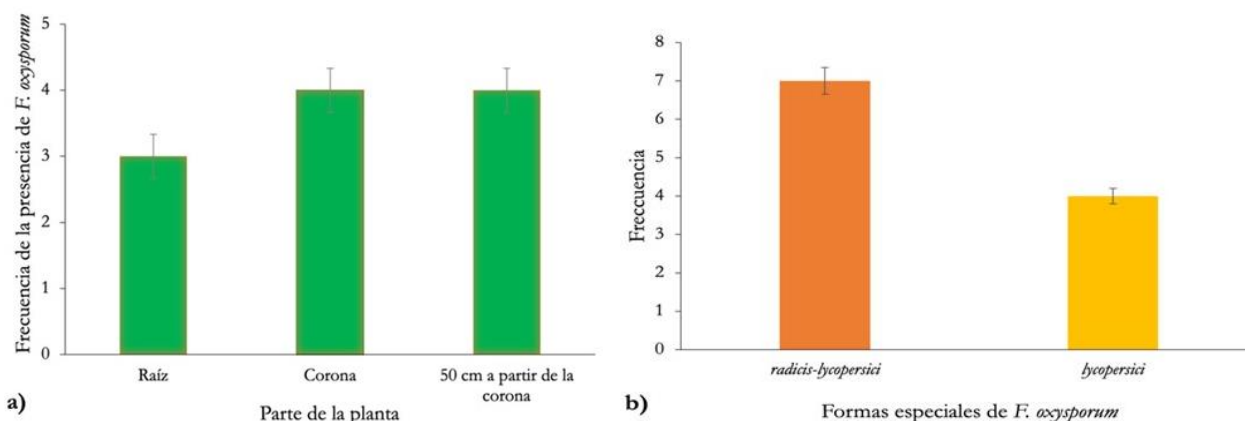 Frecuencia de la presencia de F. oxysporum
5
4
3
2
1
0
Raíz
Corona
50 cm a partir de la
corona
a)
Parte de la planta
Freccuencia
8
7
6
5
4
3
2
1
0
radicis-lycopersici
lycopersici
b)
Formas especiales de F. oxysporum